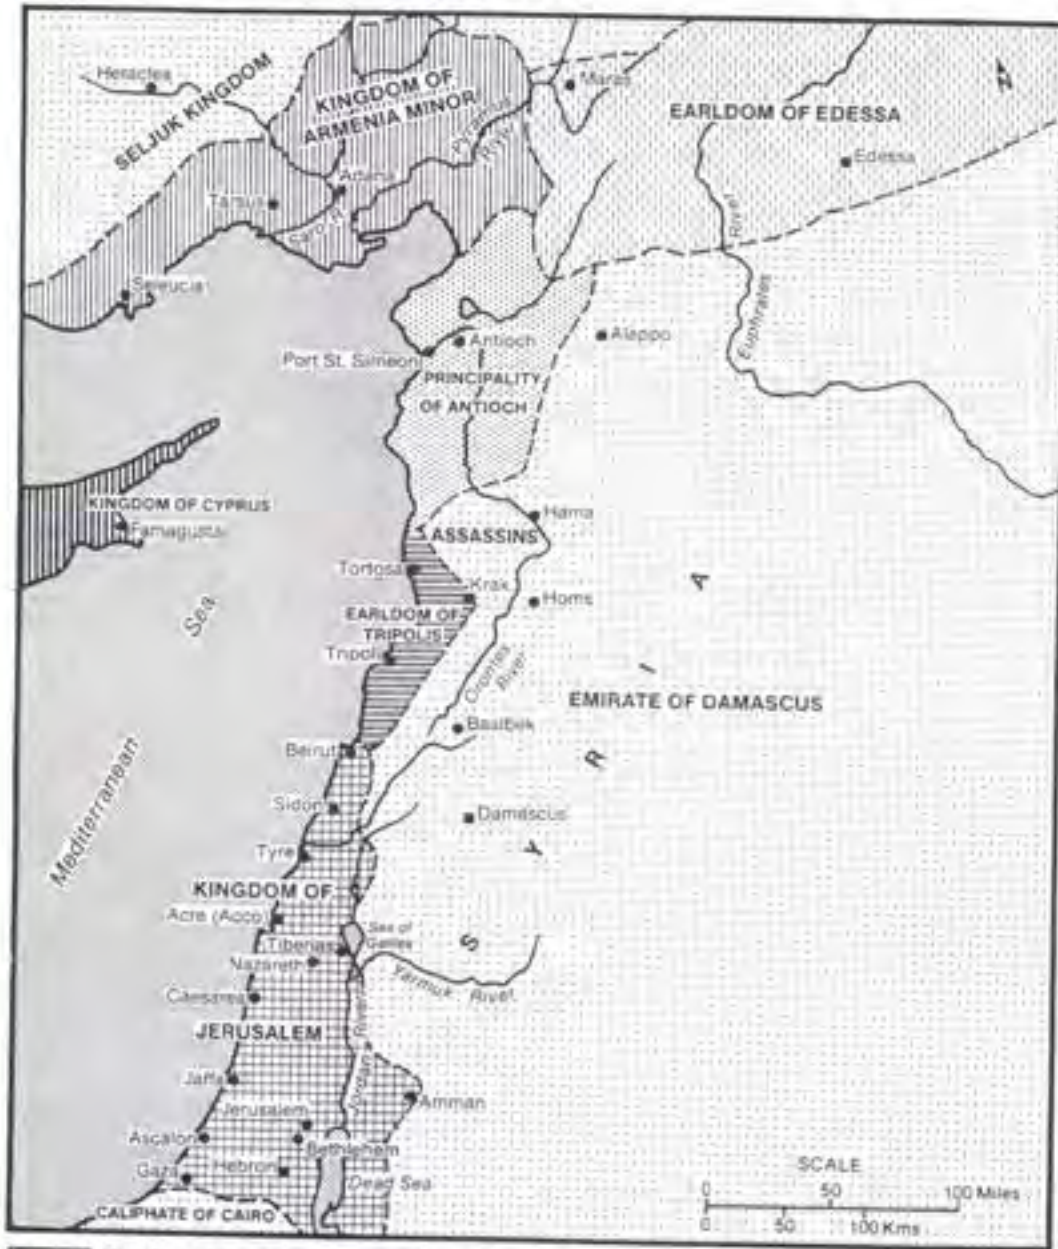 Heraclea
SELJUK KINGDOM
KINGDOM OF
ARMENIA MINOR
Pyramus
River
Maras
N
EARLDOM OF EDESSA
Edessa
Adana
Tarsus
River
Seleucia
Euphrates
Antioch
Aleppo
Port St. Simeon
PRINCIPALITY
OF ANTIOCH
KINGDOM OF CYPRUS
Famagusta
Hama
ASSASSINS
Tortosa
Krak
Homs
EARLDOM OF
TRIPOLIS
Tripoli
Orontes
River
Mediterranean
Sea
EMIRATE OF DAMASCUS
SYRIA
Baalbek
Beirut
Sidon
Damascus
Tyre
KINGDOM OF
Acre (Acco)
Sea of
Galilee
Tiberias
Nazareth
Yarmuk River
Caesarea
JERUSALEM
Jordan River
Jaffa
Amman
Jerusalem
Ascalon
Bethlehem
Gaza
Hebron
Dead Sea
CALIPHATE OF CAIRO
SCALE
0 50 100 Miles
0 50 100 Kms